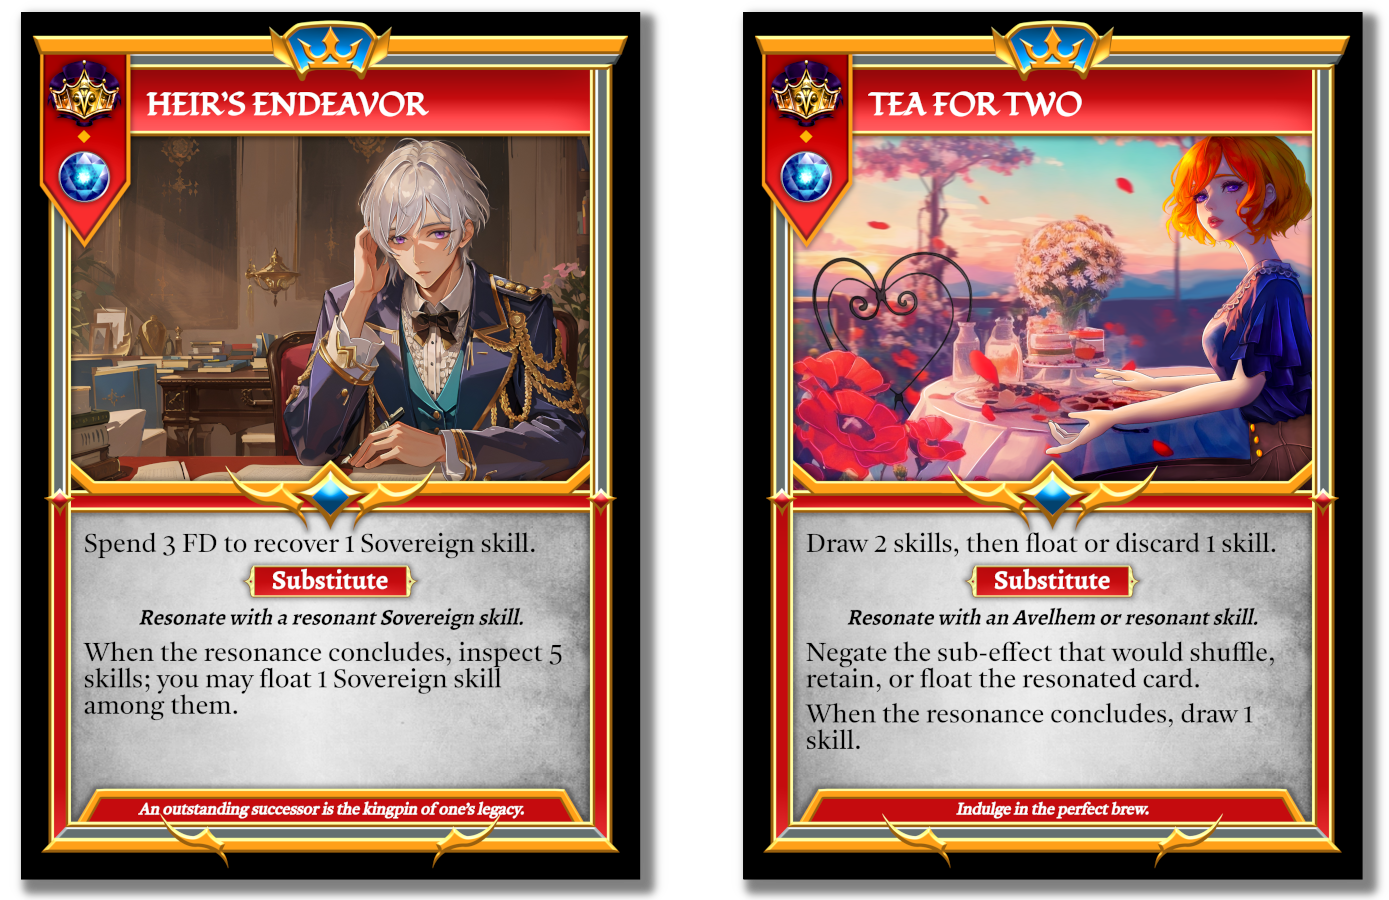 HEIR'S ENDEAVOR
Spend 3 FD to recover 1 Sovereign skill.
Substitute
Resonate with a resonant Sovereign skill.
When the resonance concludes, inspect 5
skills; you may float 1 Sovereign skill
among them.
An outstanding successor is the kingpin of one's legacy.
TEA FOR TWO
Draw 2 skills, then float or discard 1 skill.
Substitute
Resonate with an Avelhem or resonant skill.
Negate the sub-effect that would shuffle,
retain, or float the resonated card.
When the resonance concludes, draw 1
skill.
Indulge in the perfect brew.